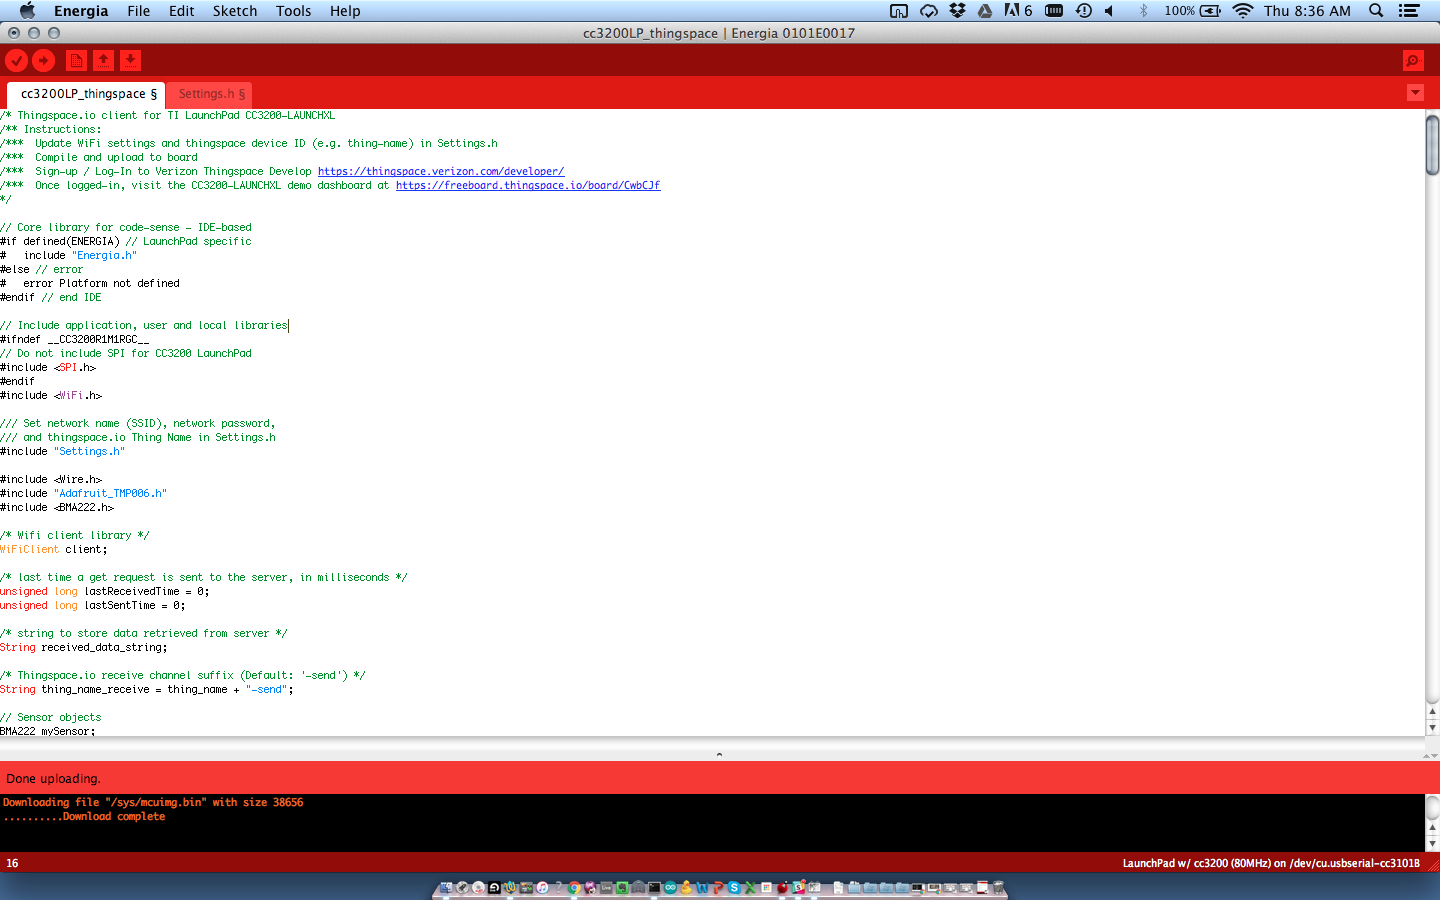 Energia File Edit Sketch Tools Help 6 100% Thu 8:36 AM
cc3200LP_thingspace | Energia 0101E0017
cc3200LP_thingspace § Settings.h §
/* Thingspace.io client for TI LaunchPad CC3200-LAUNCHXL
/** Instructions:
/*** Update WiFi settings and thingspace device ID (e.g. thing-name) in Settings.h
/*** Compile and upload to board
/*** Sign-up / Log-In to Verizon Thingspace Develop https://thingspace.verizon.com/developer/
/*** Once logged-in, visit the CC3200-LAUNCHXL demo dashboard at https://freeboard.thingspace.io/board/CwbCJf
*/
// Core library for code-sense - IDE-based
#if defined(ENERGIA) // LaunchPad specific
# include "Energia.h"
#else // error
# error Platform not defined
#endif // end IDE
// Include application, user and local libraries
#ifndef __CC3200R1M1RGC__
// Do not include SPI for CC3200 LaunchPad
#include <SPI.h>
#endif
#include <WiFi.h>
/// Set network name (SSID), network password,
/// and thingspace.io Thing Name in Settings.h
#include "Settings.h"
#include <Wire.h>
#include "Adafruit_TMP006.h"
#include <BMA222.h>
/* Wifi client library */
WiFiClient client;
/* last time a get request is sent to the server, in milliseconds */
unsigned long lastReceivedTime = 0;
unsigned long lastSentTime = 0;
/* string to store data retrieved from server */
String received_data_string;
/* Thingspace.io receive channel suffix (Default: '-send') */
String thing_name_receive = thing_name + "-send";
// Sensor objects
BMA222 mySensor;
Done uploading.
Downloading file "/sys/mcuimg.bin" with size 38656
..........Download complete
16 LaunchPad w/ cc3200 (80MHz) on /dev/cu.usbserial-cc3101B